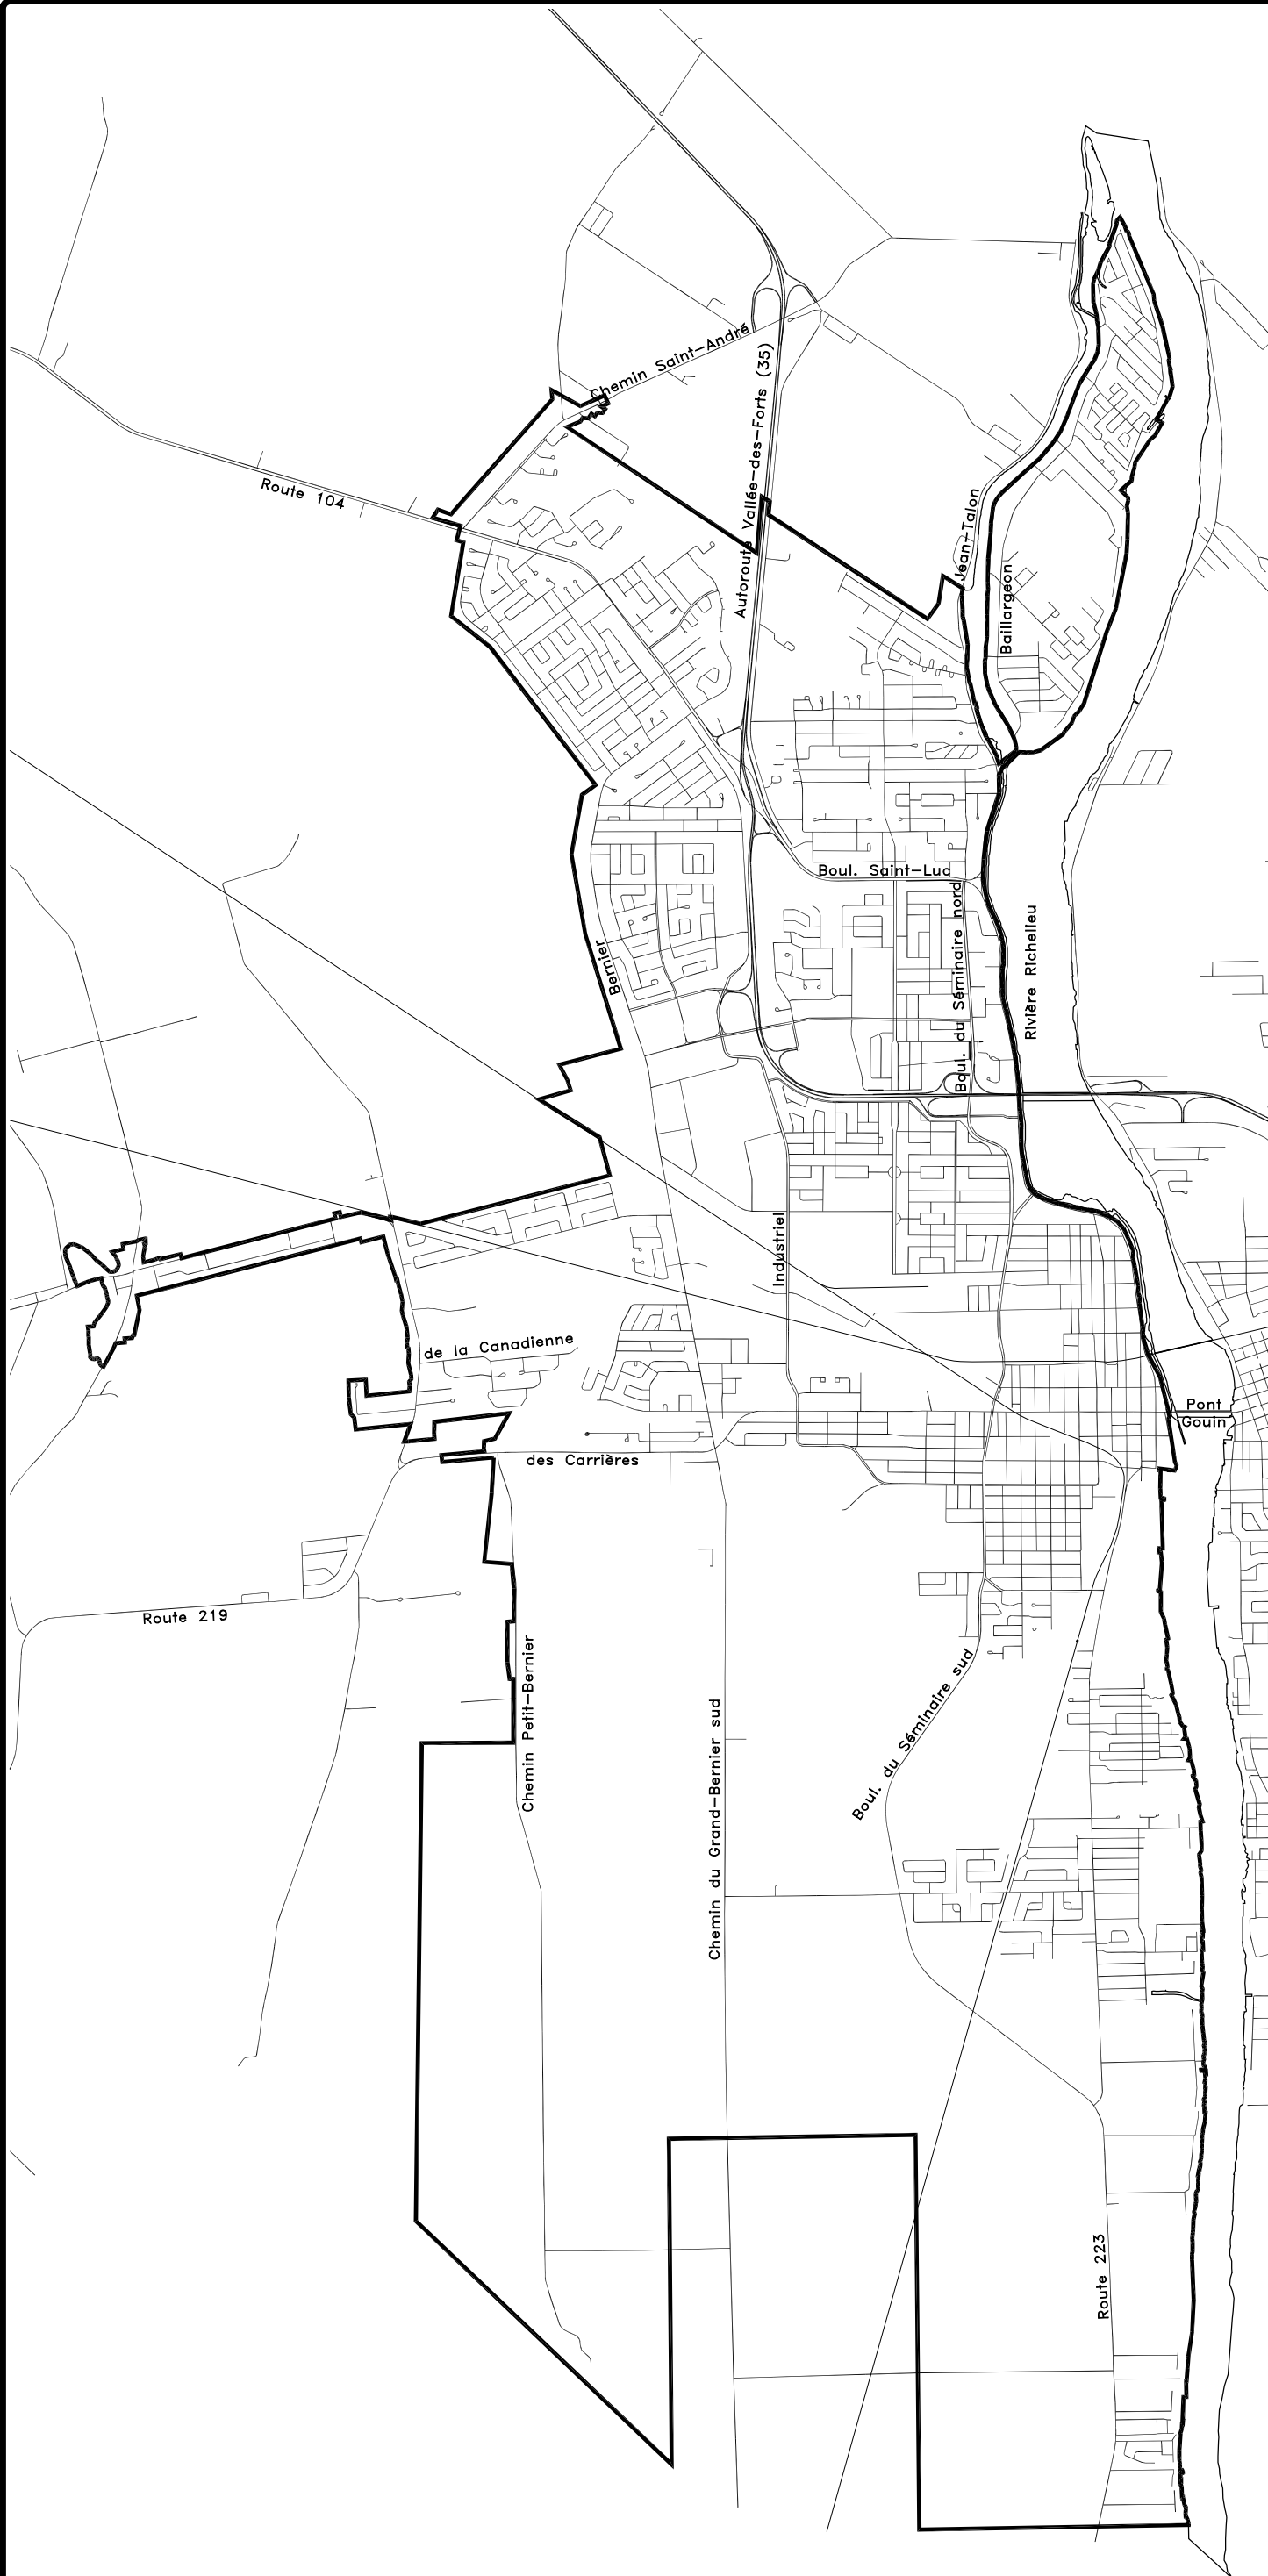 Chemin Saint-André
Autoroute Vallée-des-Forts (35)
Route 104
Jean-Talon
Baillargeon
Boul. Saint-Luc
Boul. du Séminaire nord
Rivière Richelieu
Bernier
Industriel
de la Canadienne
Pont
Gouin
des Carrières
Route 219
Chemin Petit-Bernier
Chemin du Grand-Bernier sud
Boul. du Séminaire sud
Route 223